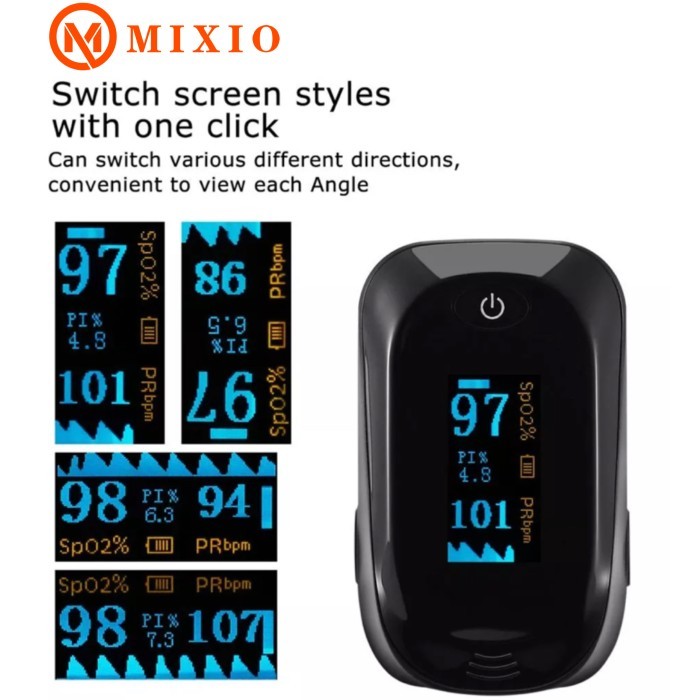 MIXIO
Switch screen styles
with one click
Can switch various different directions,
convenient to view each Angle
97 SpO2%
PI%
4.8
101 PRbpm
86 PRbpm
6.5
PI%
97 SpO2%
98 PI% 6.3 94
SpO2% PRbpm
SpO2% PRbpm
98 PI% 7.3 107
97 SpO2%
PI%
4.8
101 PRbpm